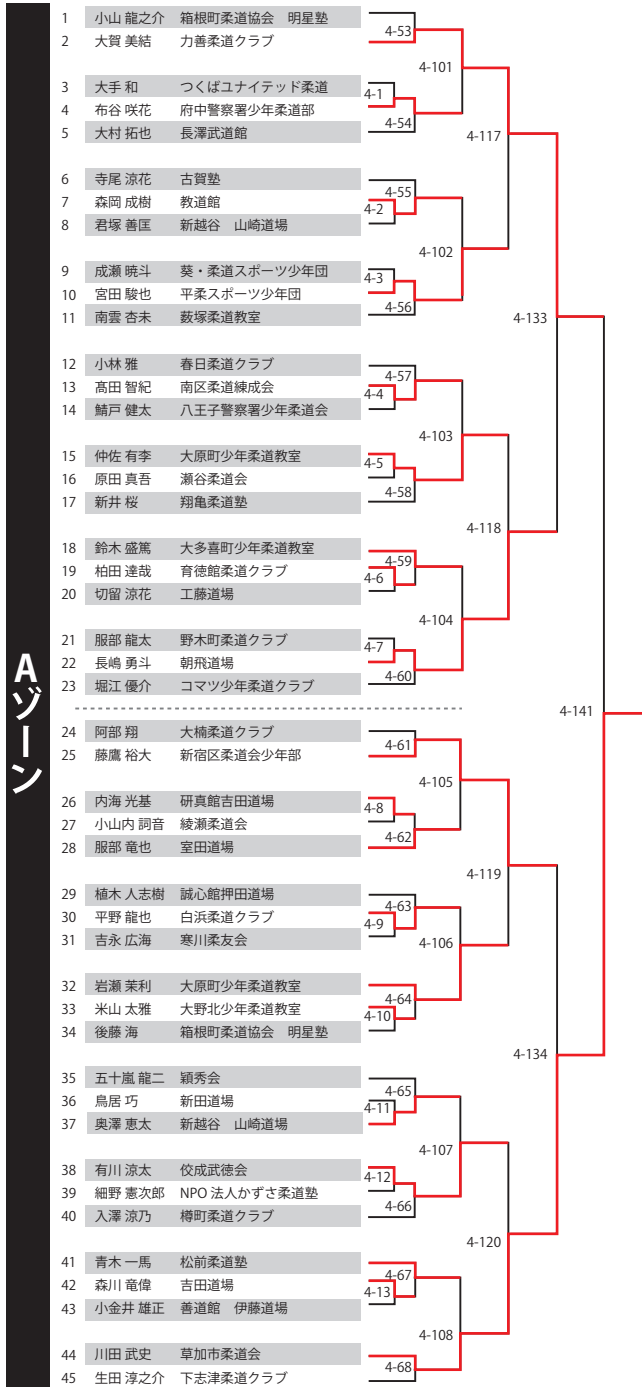 Aゾーン
1 小山 龍之介 箱根町柔道協会 明星塾
2 大賀 美結 力善柔道クラブ
3 大手 和 つくばユナイテッド柔道
4 布谷 咲花 府中警察署少年柔道部
5 大村 拓也 長澤武道館
6 寺尾 涼花 古賀塾
7 森岡 成樹 教道館
8 君塚 善匡 新越谷 山崎道場
9 成瀬 暁斗 葵・柔道スポーツ少年団
10 宮田 駿也 平柔スポーツ少年団
11 南雲 杏未 薮塚柔道教室
12 小林 雅 春日柔道クラブ
13 髙田 智紀 南区柔道練成会
14 鯖戸 健太 八王子警察署少年柔道会
15 仲佐 有李 大原町少年柔道教室
16 原田 真吾 瀬谷柔道会
17 新井 桜 翔亀柔道塾
18 鈴木 盛篤 大多喜町少年柔道教室
19 柏田 達哉 育徳館柔道クラブ
20 切留 涼花 工藤道場
21 服部 龍太 野木町柔道クラブ
22 長嶋 勇斗 朝飛道場
23 堀江 優介 コマツ少年柔道クラブ
24 阿部 翔 大楠柔道クラブ
25 藤鷹 裕大 新宿区柔道会少年部
26 内海 光基 研真館吉田道場
27 小山内 詞音 綾瀬柔道会
28 服部 竜也 室田道場
29 植木 人志樹 誠心館押田道場
30 平野 龍也 白浜柔道クラブ
31 吉永 広海 寒川柔友会
32 岩瀬 茉利 大原町少年柔道教室
33 米山 太雅 大野北少年柔道教室
34 後藤 海 箱根町柔道協会 明星塾
35 五十嵐 龍二 穎秀会
36 鳥居 巧 新田道場
37 奥澤 恵太 新越谷 山崎道場
38 有川 涼太 佼成武徳会
39 細野 憲次郎 NPO 法人かずさ柔道塾
40 入澤 涼乃 樽町柔道クラブ
41 青木 一馬 松前柔道塾
42 森川 竜偉 吉田道場
43 小金井 雄正 善道館 伊藤道場
44 川田 武史 草加市柔道会
45 生田 淳之介 下志津柔道クラブ
4-53
4-1
4-54
4-55
4-2
4-3
4-56
4-57
4-4
4-5
4-58
4-59
4-6
4-7
4-60
4-61
4-8
4-62
4-63
4-9
4-64
4-10
4-65
4-11
4-12
4-66
4-67
4-13
4-68
4-101
4-102
4-103
4-104
4-105
4-106
4-107
4-108
4-117
4-118
4-119
4-120
4-133
4-134
4-141